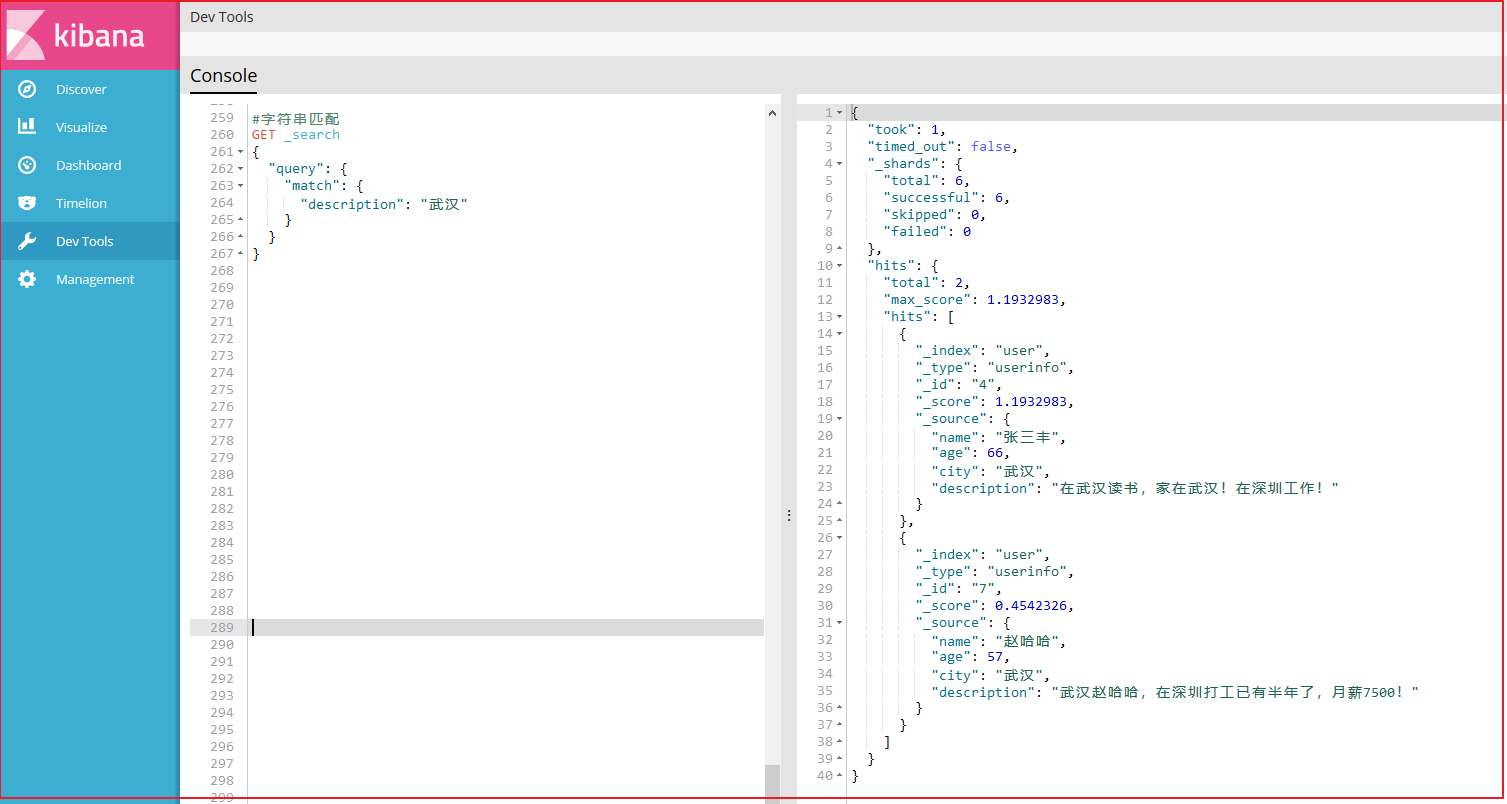 kibana
Discover
Visualize
Dashboard
Timelion
Dev Tools
Management
Dev Tools
Console
259 #字符串匹配
260 GET _search
261 {
262 "query": {
263 "match": {
264 "description": "武汉"
265 }
266 }
267 }
268
269
270
271
272
273
274
275
276
277
278
279
280
281
282
283
284
285
286
287
288
289
290
291
292
293
294
295
296
297
298
1 {
2 "took": 1,
3 "timed_out": false,
4 "_shards": {
5 "total": 6,
6 "successful": 6,
7 "skipped": 0,
8 "failed": 0
9 },
10 "hits": {
11 "total": 2,
12 "max_score": 1.1932983,
13 "hits": [
14 {
15 "_index": "user",
16 "_type": "userinfo",
17 "_id": "4",
18 "_score": 1.1932983,
19 "_source": {
20 "name": "张三丰",
21 "age": 66,
22 "city": "武汉",
23 "description": "在武汉读书，家在武汉！在深圳工作！"
24 }
25 },
26 {
27 "_index": "user",
28 "_type": "userinfo",
29 "_id": "7",
30 "_score": 0.4542326,
31 "_source": {
32 "name": "赵哈哈",
33 "age": 57,
34 "city": "武汉",
35 "description": "武汉赵哈哈，在深圳打工已有半年了，月薪7500！"
36 }
37 }
38 ]
39 }
40 }